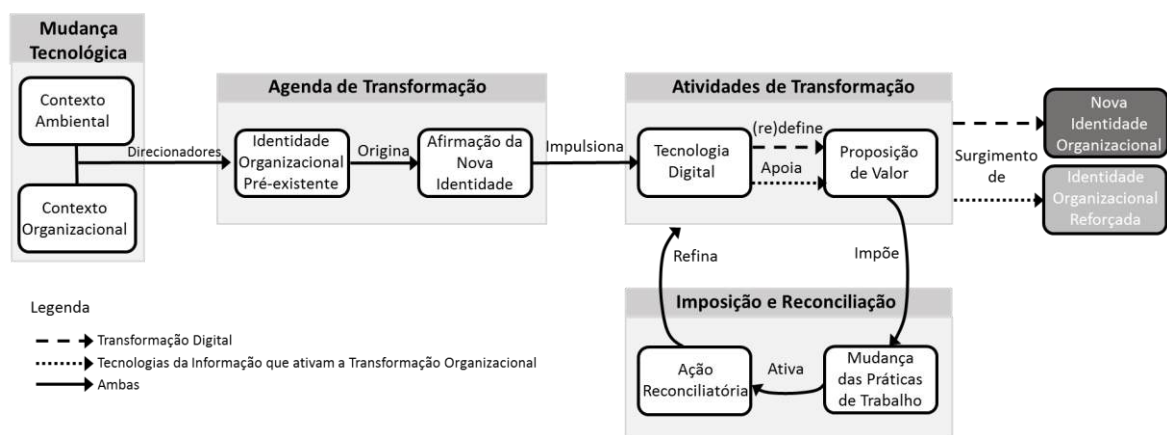 Mudança
Tecnológica
Contexto
Ambiental
Contexto
Organizacional
Direcionadores
Agenda de Transformação
Identidade
Organizacional
Pré-existente
Origina
Afirmação da
Nova
Identidade
Impulsiona
Atividades de Transformação
Tecnologia
Digital
(re)define
Apoia
Proposição
de Valor
Surgimento
de
Nova
Identidade
Organizacional
Identidade
Organizacional
Reforçada
Refina
Impõe
Imposição e Reconciliação
Ação
Reconciliatória
Ativa
Mudança
das Práticas
de Trabalho
Legenda
Transformação Digital
Tecnologias da Informação que ativam a Transformação Organizacional
Ambas